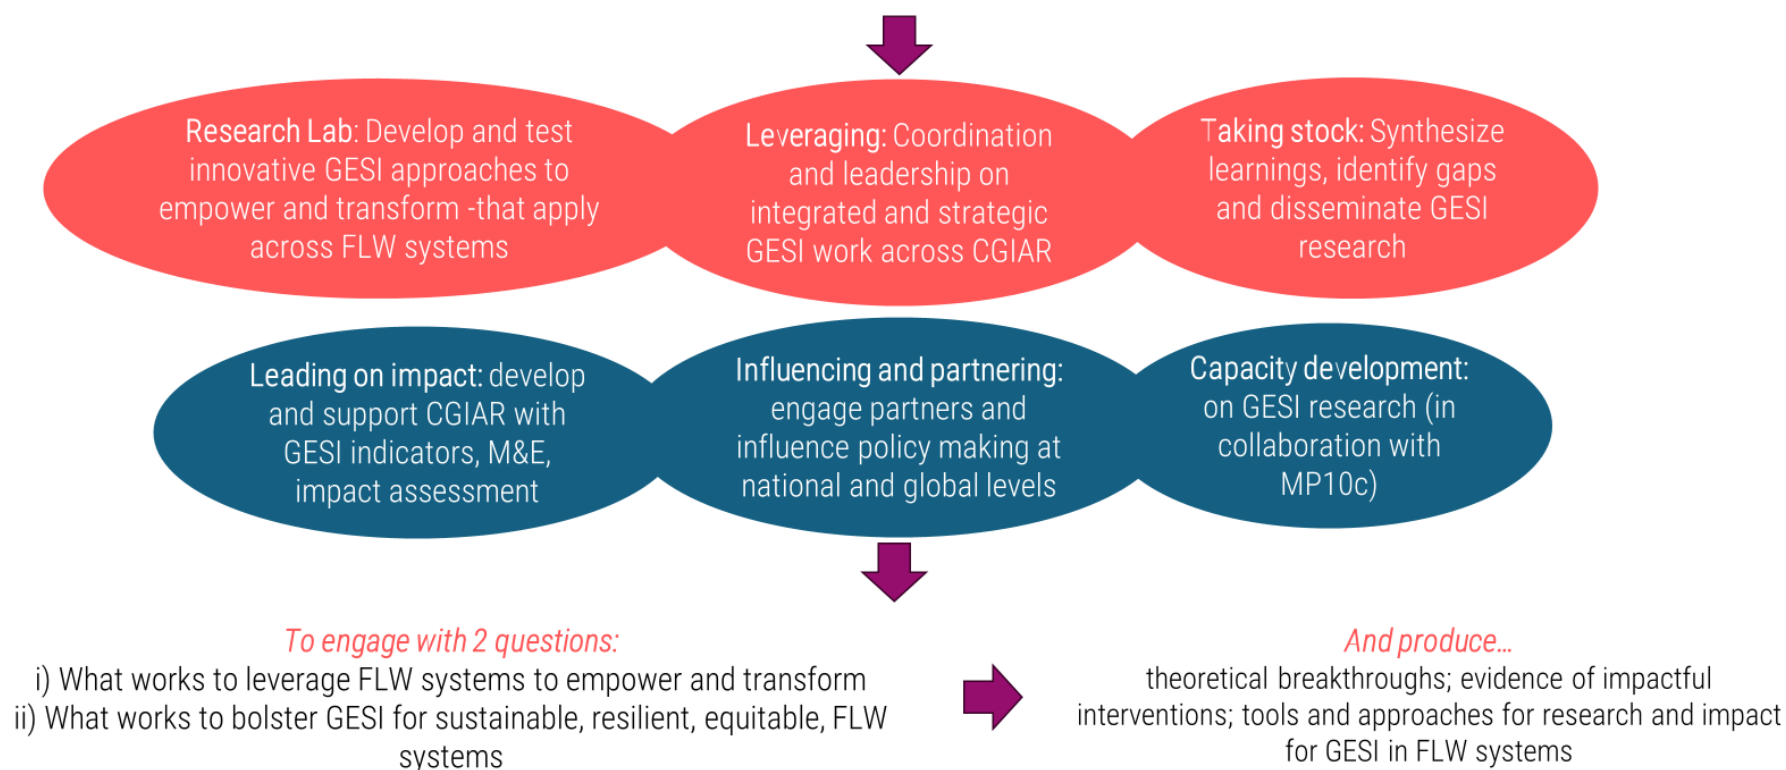 Research Lab: Develop and test
innovative GESI approaches to
empower and transform -that apply
across FLW systems
Leveraging: Coordination
and leadership on
integrated and strategic
GESI work across CGIAR
Taking stock: Synthesize
learnings, identify gaps
and disseminate GESI
research
Leading on impact: develop
and support CGIAR with
GESI indicators, M&E,
impact assessment
Influencing and partnering:
engage partners and
influence policy making at
national and global levels
Capacity development:
on GESI research (in
collaboration with
MP10c)
To engage with 2 questions:
i) What works to leverage FLW systems to empower and transform
ii) What works to bolster GESI for sustainable, resilient, equitable, FLW
systems
And produce...
theoretical breakthroughs; evidence of impactful
interventions; tools and approaches for research and impact
for GESI in FLW systems